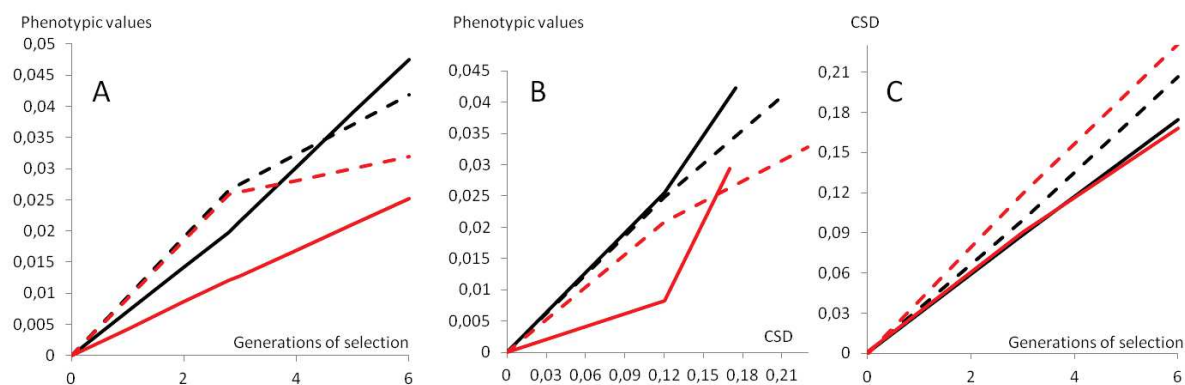 Phenotypic values
0,05
0,045
0,04
0,035
0,03
0,025
0,02
0,015
0,01
0,005
0
A
Generations of selection
0 2 4 6
Phenotypic values
0,045
0,04
0,035
0,03
0,025
0,02
0,015
0,01
0,005
0
B
CSD
0 0,03 0,06 0,09 0,12 0,15 0,18 0,21
CSD
0,21
0,18
0,15
0,12
0,09
0,06
0,03
0
C
Generations of selection
0 2 4 6